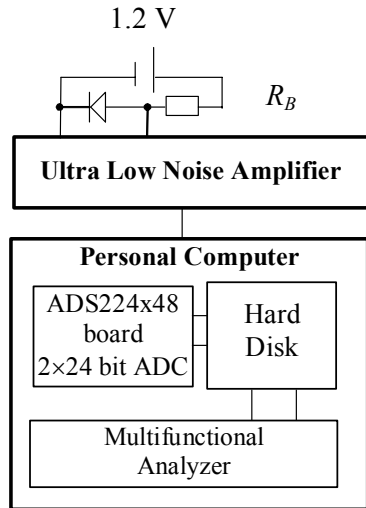 1.2 V
R_B
Ultra Low Noise Amplifier
Personal Computer
ADS224x48
board
2×24 bit ADC
Hard
Disk
Multifunctional
Analyzer